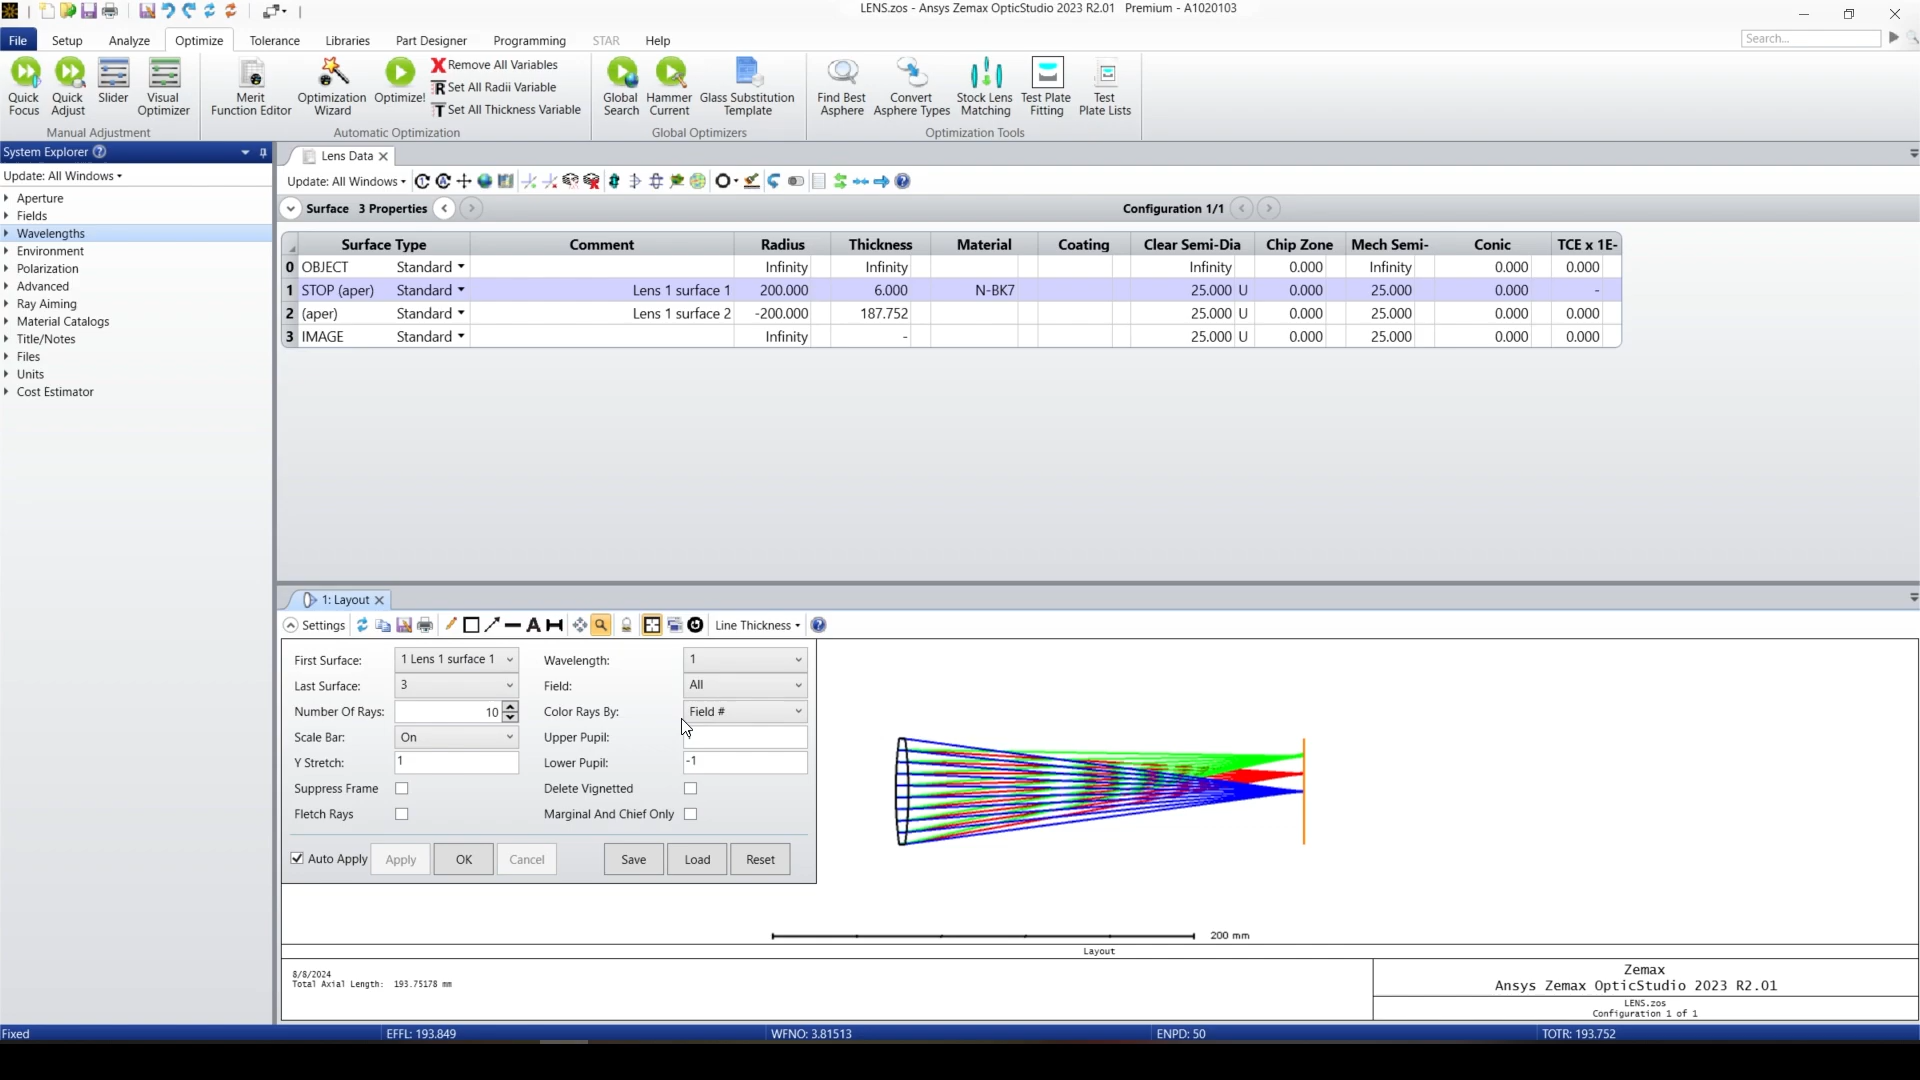 LENS.zos - Ansys Zemax OpticStudio 2023 R2.01 Premium - A1020103
File Setup Analyze Optimize Tolerance Libraries Part Designer Programming STAR Help Search...
Quick Focus
Quick Adjust
Slider
Visual Optimizer
Manual Adjustment
Merit Function Editor
Optimization Wizard
Optimize!
Remove All Variables
Set All Radii Variable
Set All Thickness Variable
Automatic Optimization
Global Search
Hammer Current
Glass Substitution Template
Global Optimizers
Find Best Asphere
Convert Asphere Types
Stock Lens Matching
Test Plate Fitting
Test Plate Lists
Optimization Tools
System Explorer
Update: All Windows
Aperture
Fields
Wavelengths
Environment
Polarization
Advanced
Ray Aiming
Material Catalogs
Title/Notes
Files
Units
Cost Estimator
Lens Data
Update: All Windows
Surface 3 Properties Configuration 1/1
Surface Type Comment Radius Thickness Material Coating Clear Semi-Dia Chip Zone Mech Semi- Conic TCE x 1E-
0 OBJECT Standard Infinity Infinity Infinity 0.000 Infinity 0.000 0.000
1 STOP (aper) Standard Lens 1 surface 1 200.000 6.000 N-BK7 25.000 U 0.000 25.000 0.000 -
2 (aper) Standard Lens 1 surface 2 -200.000 187.752 25.000 U 0.000 25.000 0.000 0.000
3 IMAGE Standard Infinity - 25.000 U 0.000 25.000 0.000 0.000
1: Layout
Settings Line Thickness
First Surface: 1 Lens 1 surface 1 Wavelength: 1
Last Surface: 3 Field: All
Number Of Rays: 10 Color Rays By: Field #
Scale Bar: On Upper Pupil:
Y Stretch: 1 Lower Pupil: -1
Suppress Frame Delete Vignetted
Fletch Rays Marginal And Chief Only
Auto Apply Apply OK Cancel Save Load Reset
200 mm
Layout
8/8/2024
Total Axial Length: 193.75178 mm
Zemax
Ansys Zemax OpticStudio 2023 R2.01
LENS.zos
Configuration 1 of 1
Fixed EFFL: 193.849 WFNO: 3.81513 ENPD: 50 TOTR: 193.752